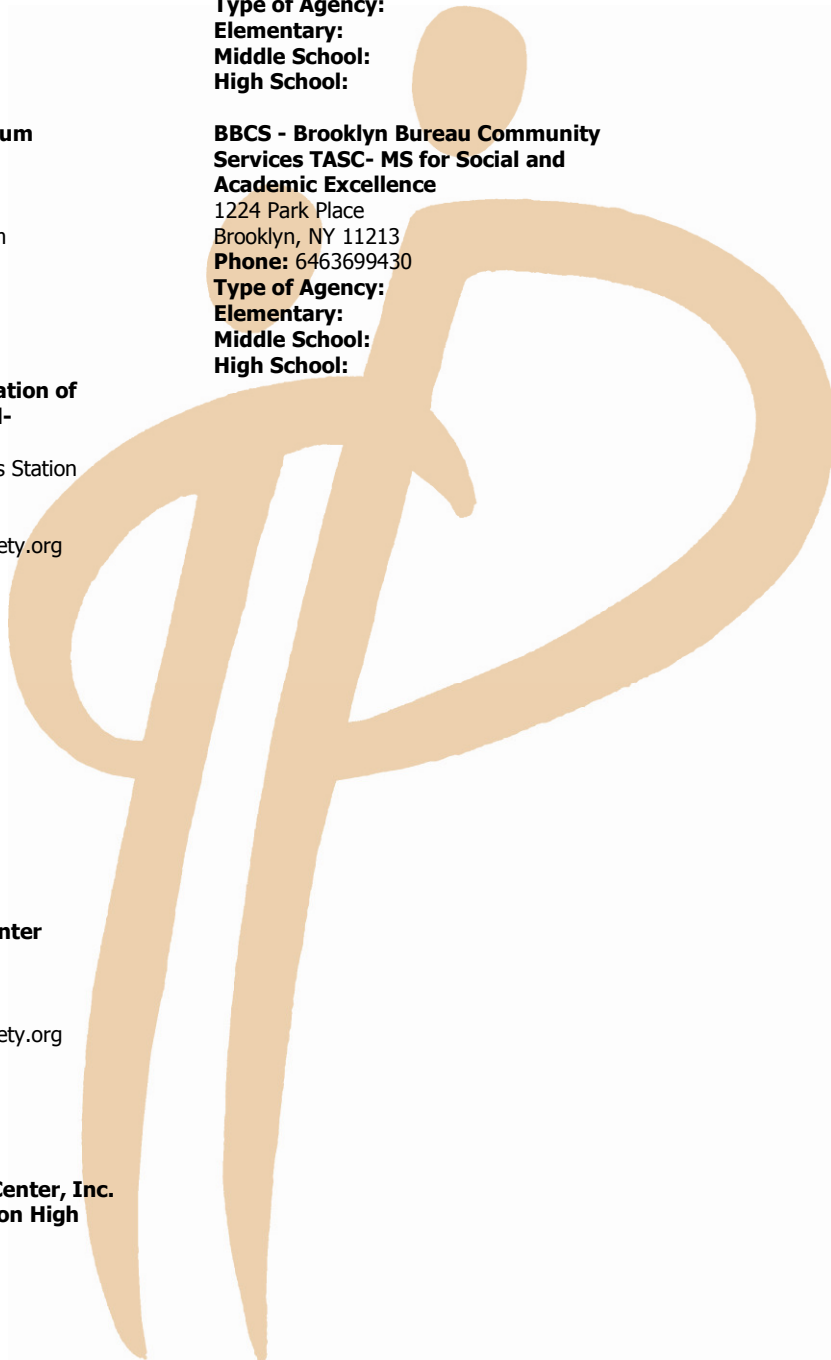 um
n
ation of
l-
s Station
ety.org
nter
ety.org
Center, Inc.
on High
Type of Agency:
Elementary:
Middle School:
High School:
BBCS - Brooklyn Bureau Community
Services TASC- MS for Social and
Academic Excellence
1224 Park Place
Brooklyn, NY 11213
Phone: 6463699430
Type of Agency:
Elementary:
Middle School:
High School: